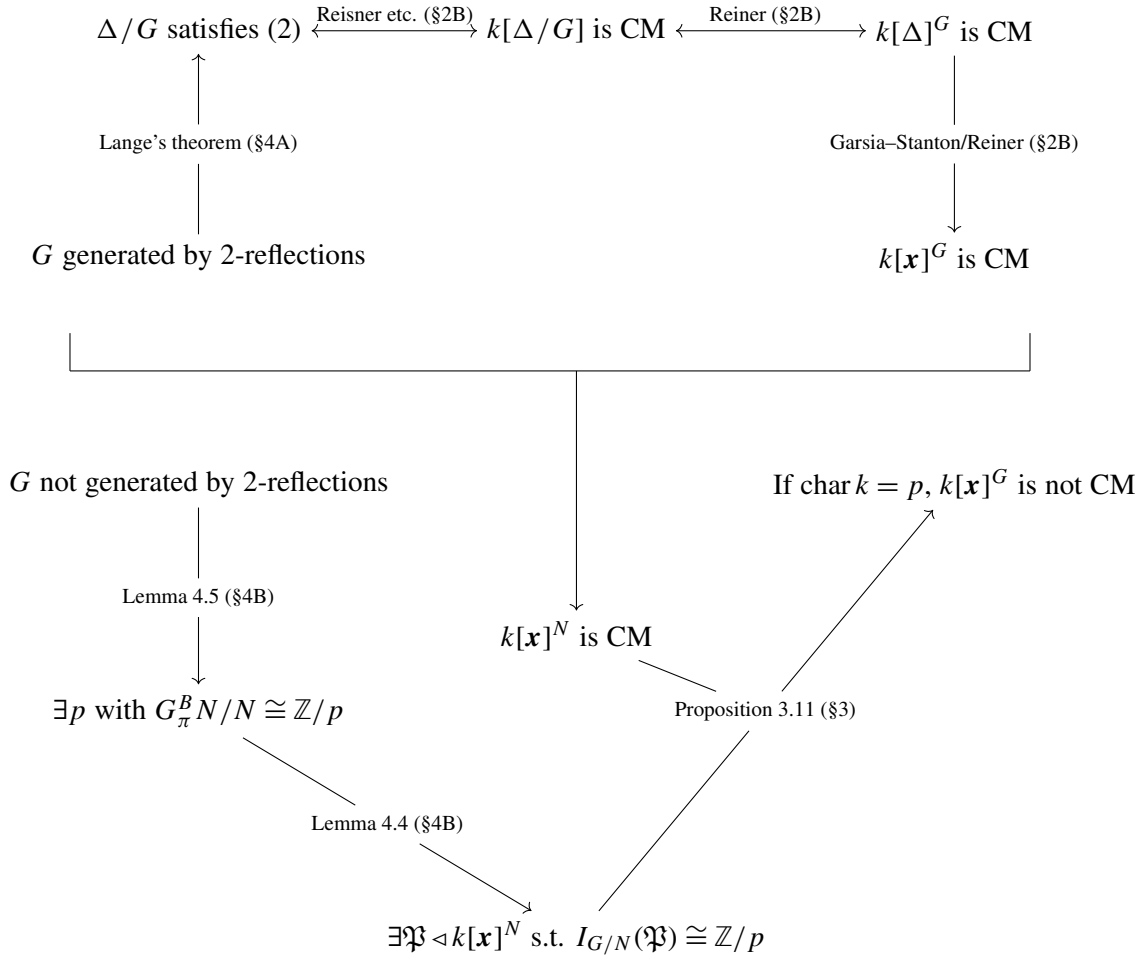 Δ/G satisfies (2) Reisner etc. (§2B) k[Δ/G] is CM Reiner (§2B) k[Δ]^G is CM
Lange's theorem (§4A) Garsia–Stanton/Reiner (§2B)
G generated by 2-reflections k[x]^G is CM
G not generated by 2-reflections If char k = p, k[x]^G is not CM
Lemma 4.5 (§4B)
k[x]^N is CM
∃p with G_π^B N/N ≅ ℤ/p Proposition 3.11 (§3)
Lemma 4.4 (§4B)
∃𝔓 ◃ k[x]^N s.t. I_{G/N}(𝔓) ≅ ℤ/p